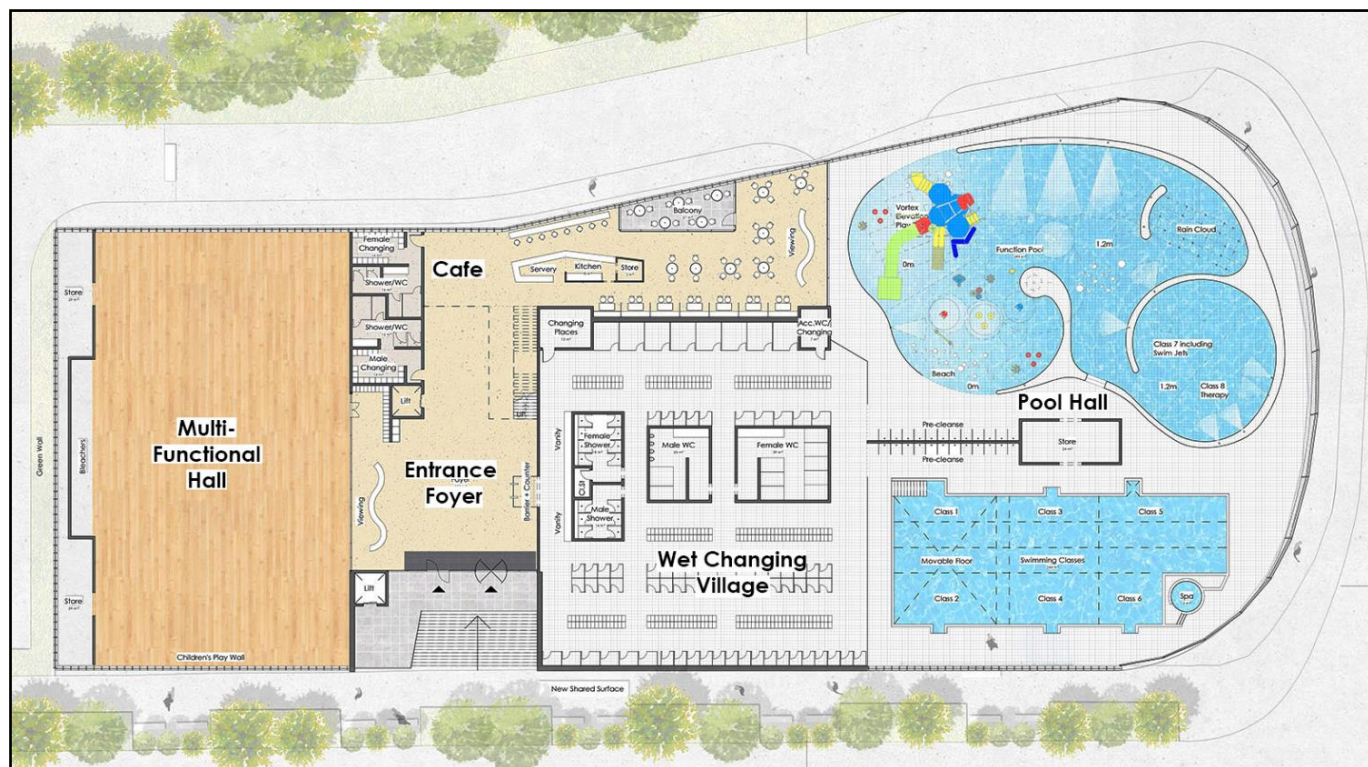 Female
Changing
Shower/WC
Shower/WC
Male
Changing
Lift
Store
Store
Bleachers
Green Wall
Multi-
Functional
Hall
Children's Play Wall
Cafe
Servery
Kitchen
Store
Balcony
Viewing
Entrance
Foyer
Viewing
Barrier + Counter
Lift
Lift
Changing
Places
Acc.WC/
Changing
Vanity
Vanity
Female
Shower
Cl.St
Male
Shower
Male WC
Female WC
Wet Changing
Village
Vortex
Elevation
0m
Function Pool
1.2m
Rain Cloud
Beach
0m
Class 7 including
Swim Jets
1.2m
Class 8
Therapy
Pool Hall
Pre-cleanse
Pre-cleanse
Store
Class 1
Class 3
Class 5
Movable Floor
Swimming Classes
Class 2
Class 4
Class 6
Spa
New Shared Surface